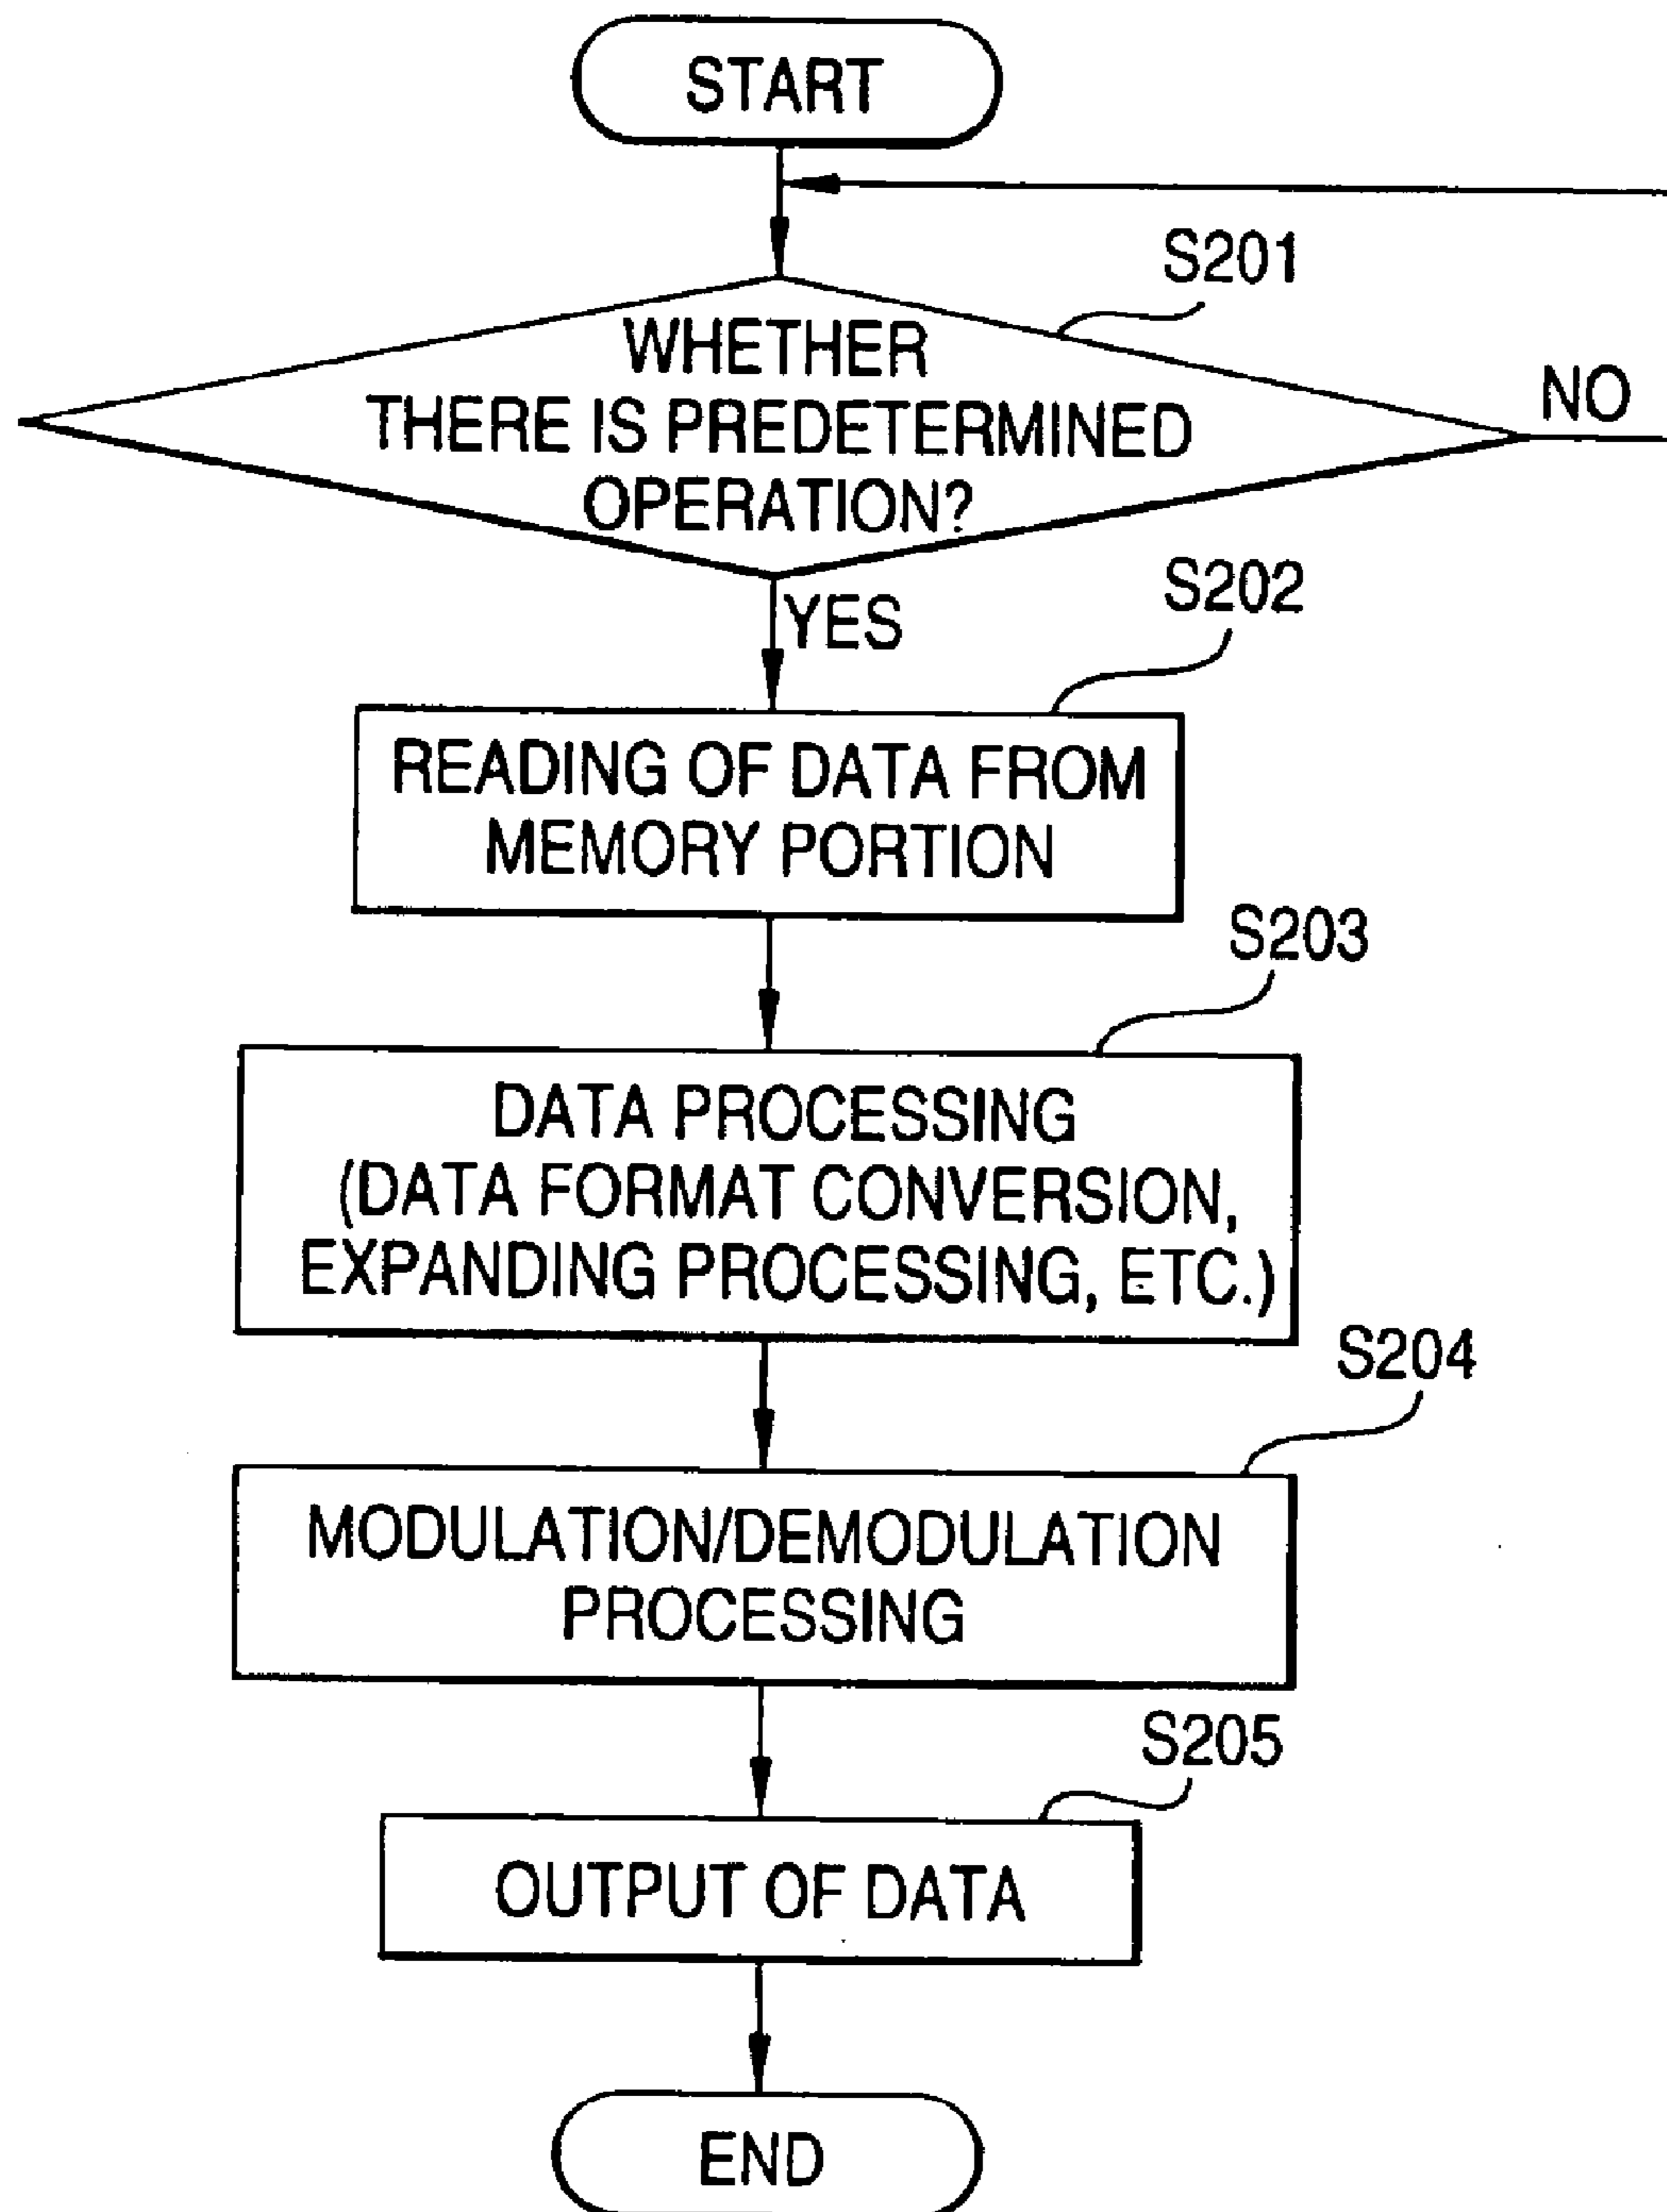 START
S201
WHETHER
THERE IS PREDETERMINED
OPERATION?
NO
YES
S202
READING OF DATA FROM
MEMORY PORTION
S203
DATA PROCESSING
(DATA FORMAT CONVERSION,
EXPANDING PROCESSING, ETC.)
S204
MODULATION/DEMODULATION
PROCESSING
S205
OUTPUT OF DATA
END